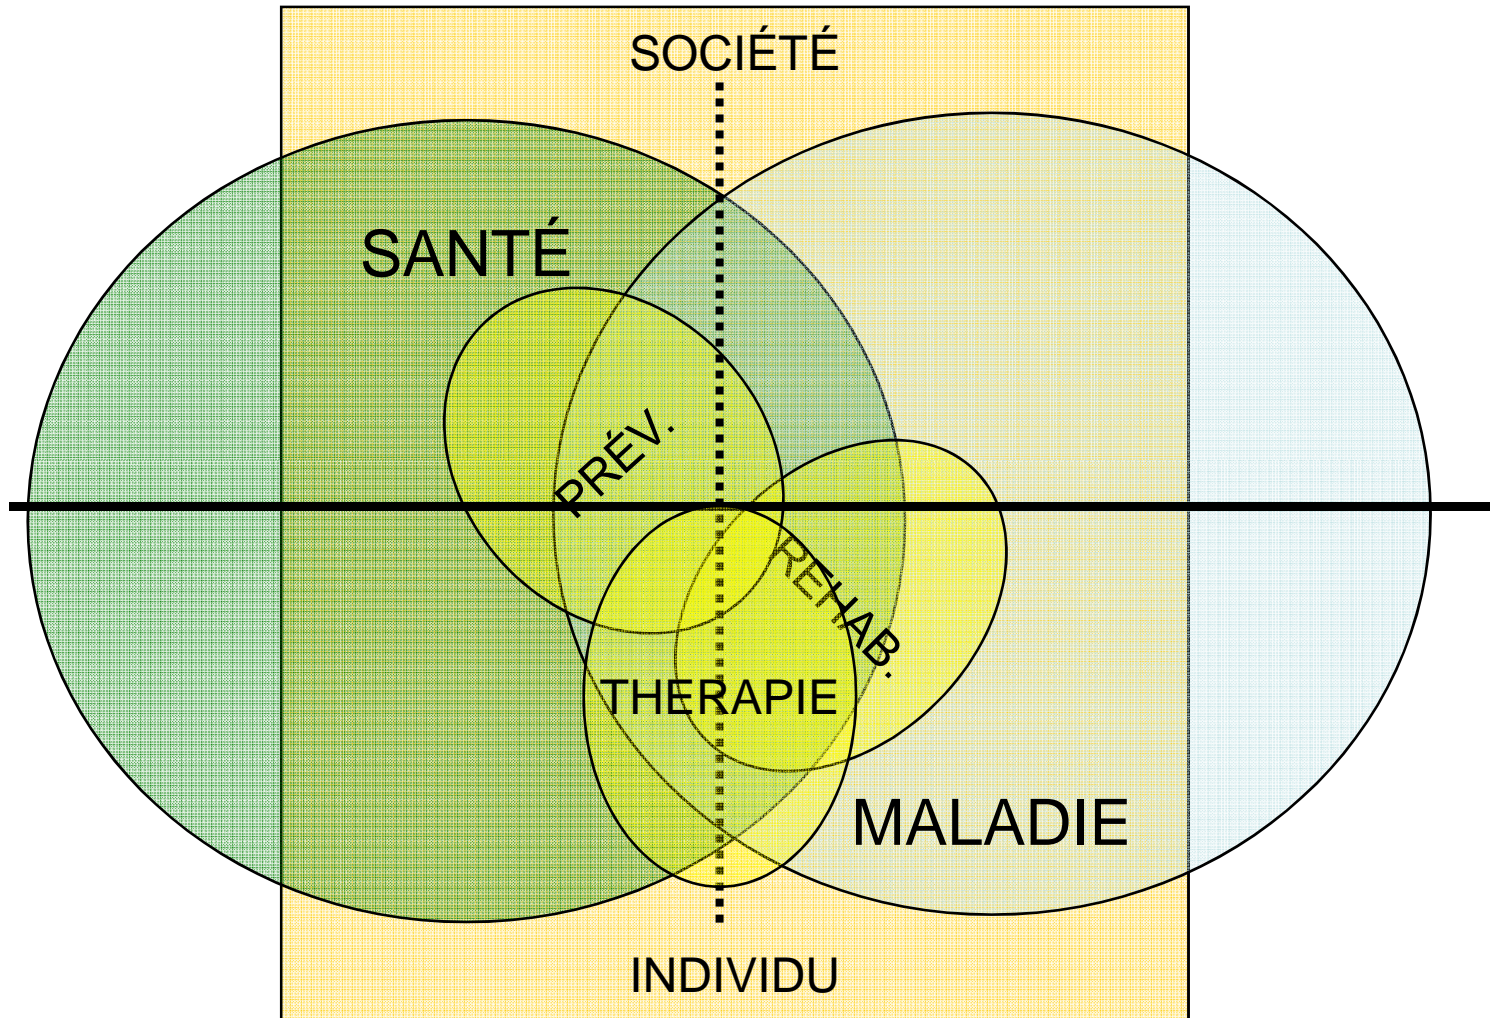 SOCIÉTÉ
SANTÉ
PRÉV.
REHAB.
THERAPIE
MALADIE
INDIVIDU